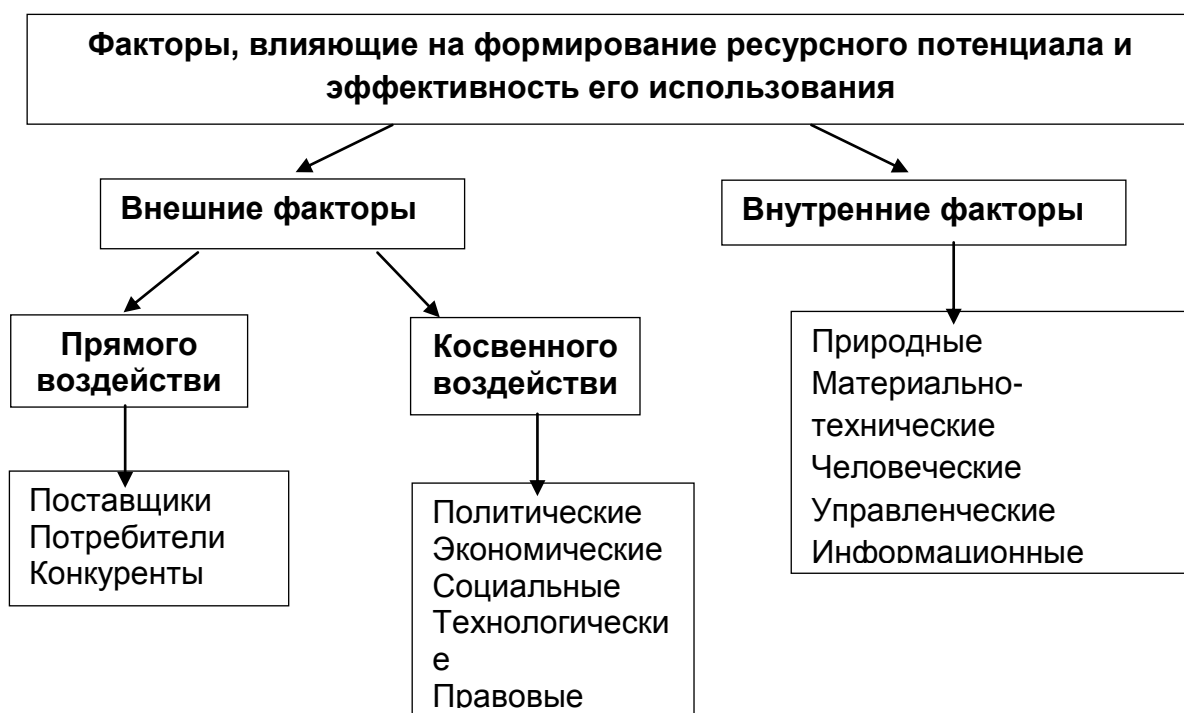 Факторы, влияющие на формирование ресурсного потенциала и
эффективность его использования
Внешние факторы
Внутренние факторы
Прямого
воздействи
Косвенного
воздействи
Поставщики
Потребители
Конкуренты
Политические
Экономические
Социальные
Технологически
е
Правовые
Природные
Материально-
технические
Человеческие
Управленческие
Информационные